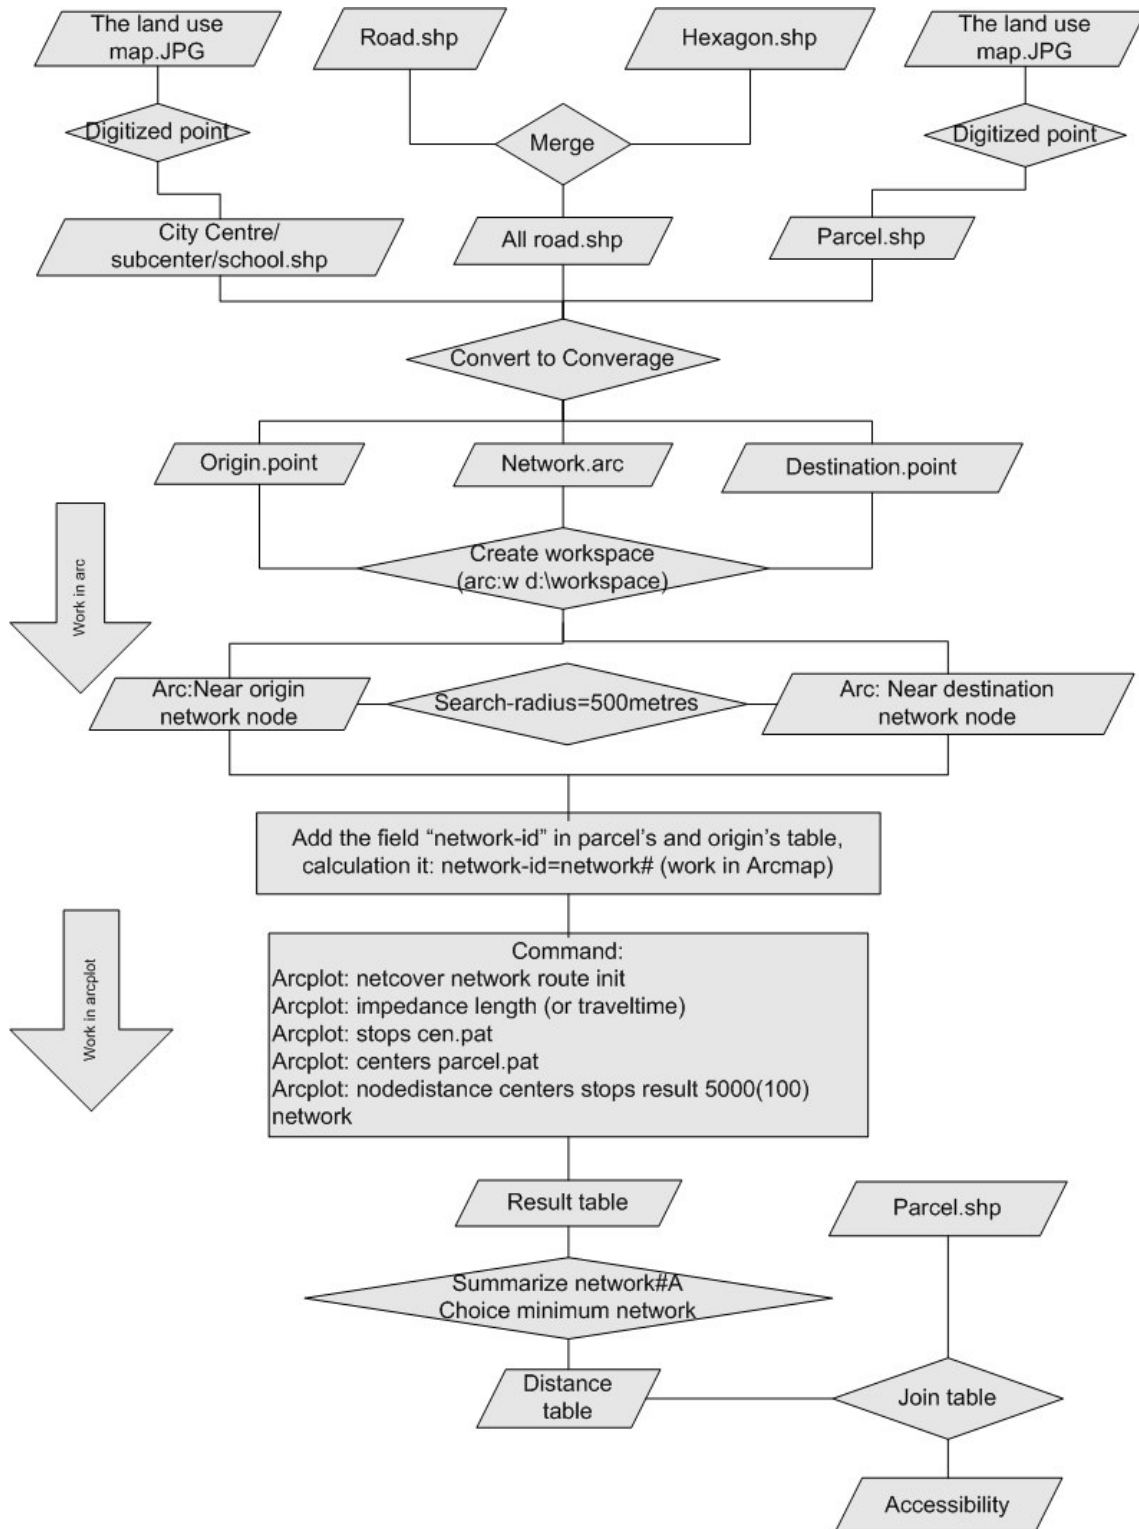 The land use
map.JPG
Road.shp
Hexagon.shp
The land use
map.JPG
Digitized point
Merge
Digitized point
City Centre/
subcenter/school.shp
All road.shp
Parcel.shp
Convert to Converage
Origin.point
Network.arc
Destination.point
Work in arc
Create workspace
(arc:w d:\workspace)
Arc:Near origin
network node
Search-radius=500metres
Arc: Near destination
network node
Add the field “network-id” in parcel’s and origin’s table,
calculation it: network-id=network# (work in Arcmap)
Work in arcplot
Command:
Arcplot: netcover network route init
Arcplot: impedance length (or traveltime)
Arcplot: stops cen.pat
Arcplot: centers parcel.pat
Arcplot: nodedistance centers stops result 5000(100)
network
Result table
Parcel.shp
Summarize network#A
Choice minimum network
Distance
table
Join table
Accessibility